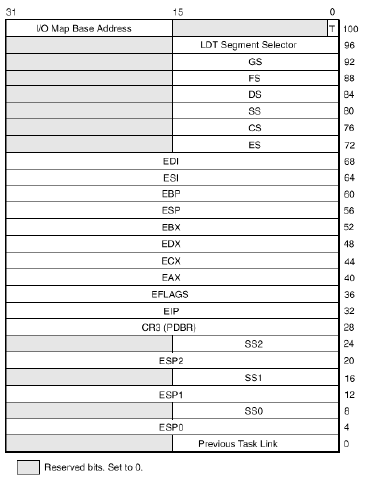 31 15 0
I/O Map Base Address T 100
LDT Segment Selector 96
GS 92
FS 88
DS 84
SS 80
CS 76
ES 72
EDI 68
ESI 64
EBP 60
ESP 56
EBX 52
EDX 48
ECX 44
EAX 40
EFLAGS 36
EIP 32
CR3 (PDBR) 28
SS2 24
ESP2 20
SS1 16
ESP1 12
SS0 8
ESP0 4
Previous Task Link 0
Reserved bits. Set to 0.